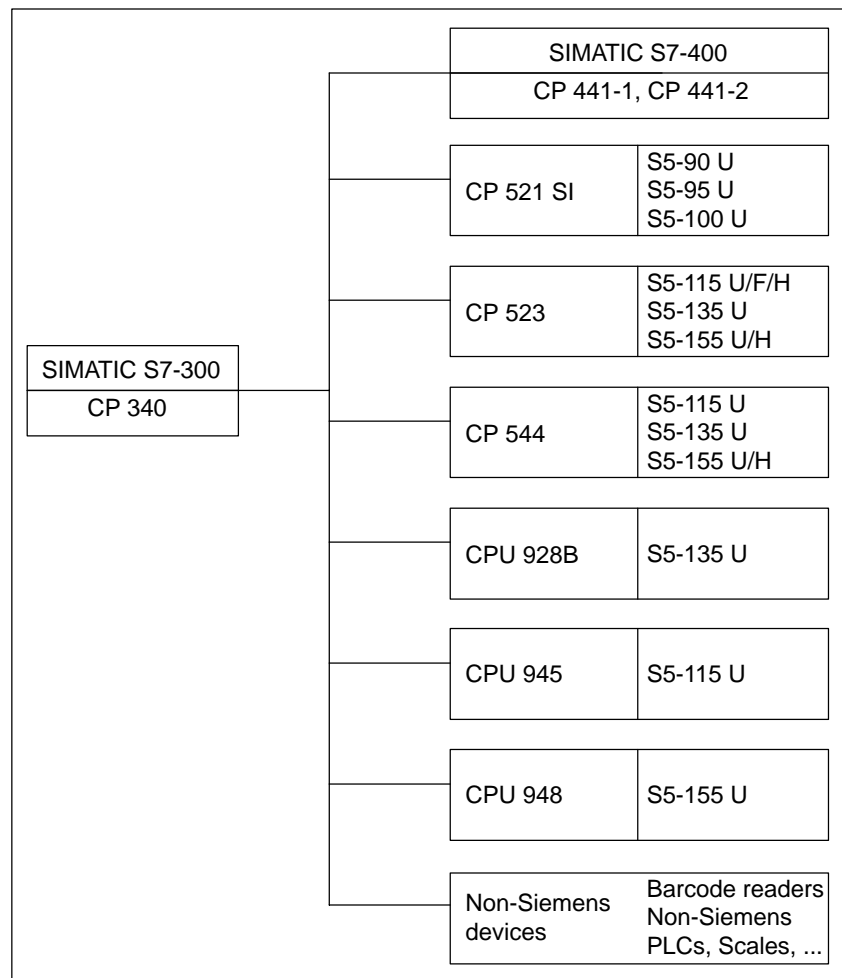 SIMATIC S7-400
CP 441-1, CP 441-2
CP 521 SI
S5-90 U
S5-95 U
S5-100 U
CP 523
S5-115 U/F/H
S5-135 U
S5-155 U/H
SIMATIC S7-300
CP 340
CP 544
S5-115 U
S5-135 U
S5-155 U/H
CPU 928B
S5-135 U
CPU 945
S5-115 U
CPU 948
S5-155 U
Non-Siemens
devices
Barcode readers
Non-Siemens
PLCs, Scales, ...